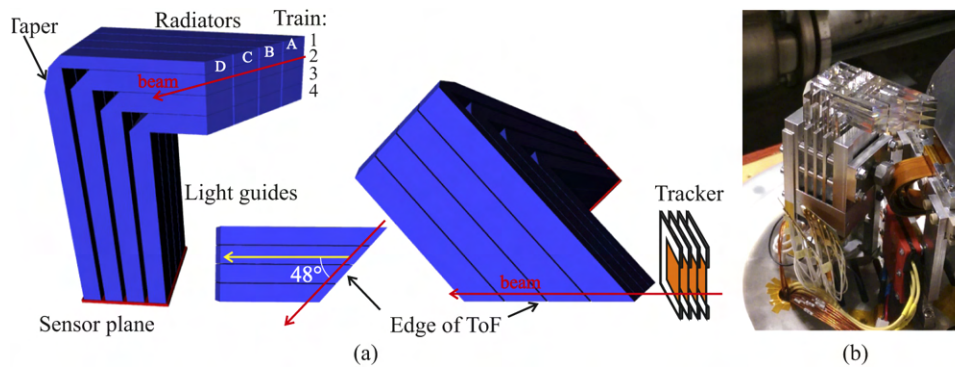 Taper
Radiators
Train:
A
B
C
D
1
2
3
4
beam
Light guides
Sensor plane
48°
Edge of ToF
beam
Tracker
(a)
(b)